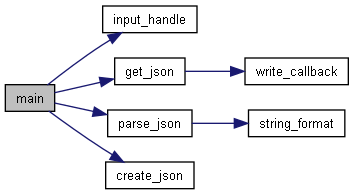 input_handle
get_json
write_callback
main
parse_json
string_format
create_json